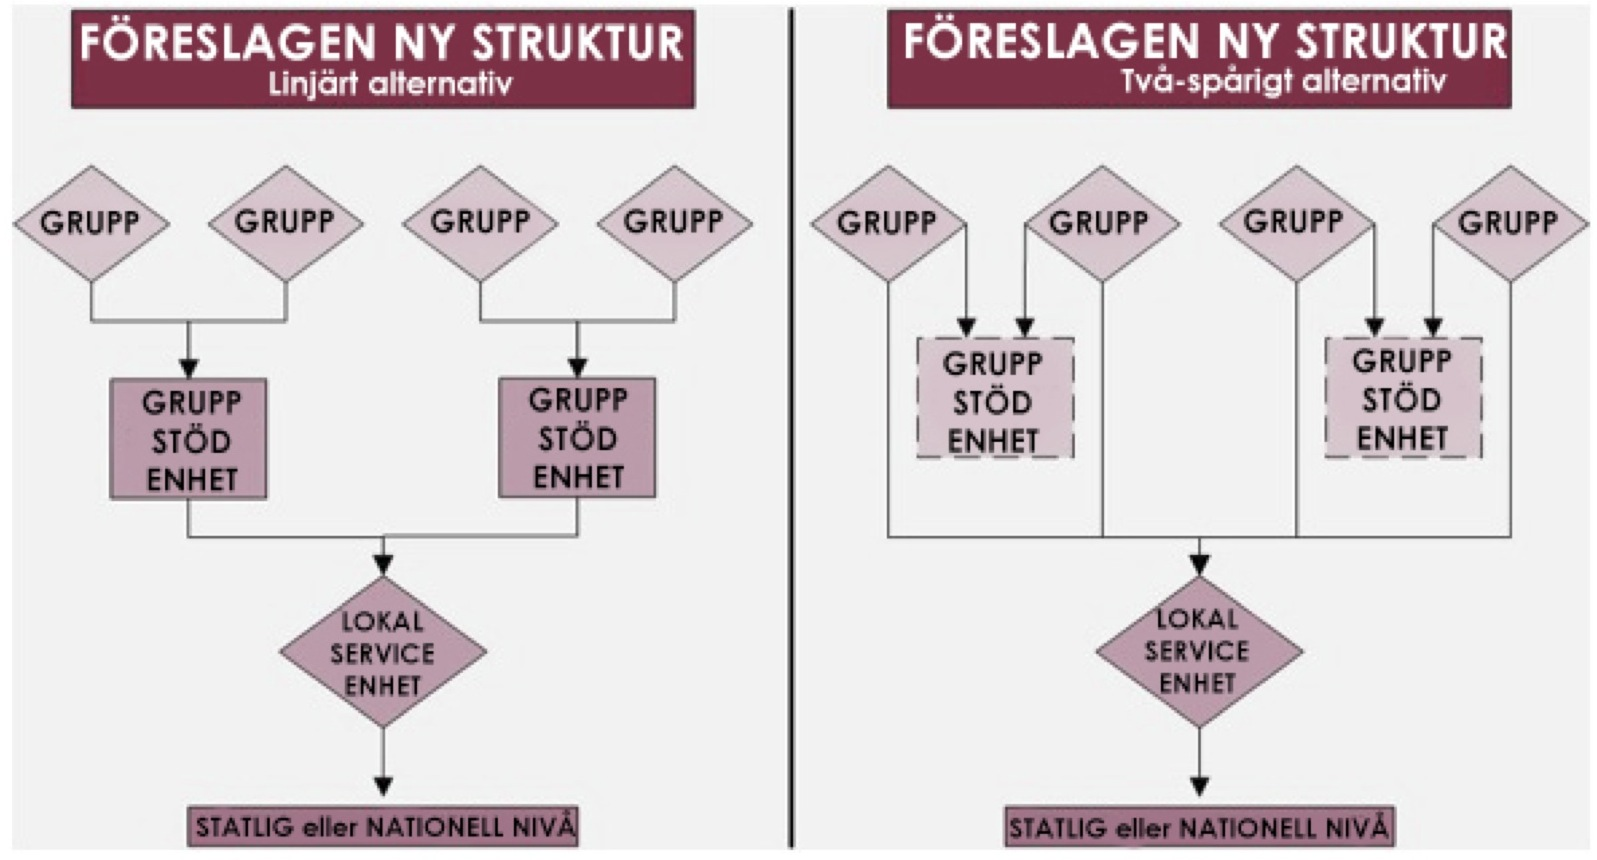 FÖRESLAGEN NY STRUKTUR
Linjärt alternativ
GRUPP
GRUPP
GRUPP
GRUPP
GRUPP
STÖD
ENHET
GRUPP
STÖD
ENHET
LOKAL
SERVICE
ENHET
STATLIG eller NATIONELL NIVÅ
FÖRESLAGEN NY STRUKTUR
Två-spårigt alternativ
GRUPP
GRUPP
GRUPP
GRUPP
GRUPP
STÖD
ENHET
GRUPP
STÖD
ENHET
LOKAL
SERVICE
ENHET
STATLIG eller NATIONELL NIVÅ